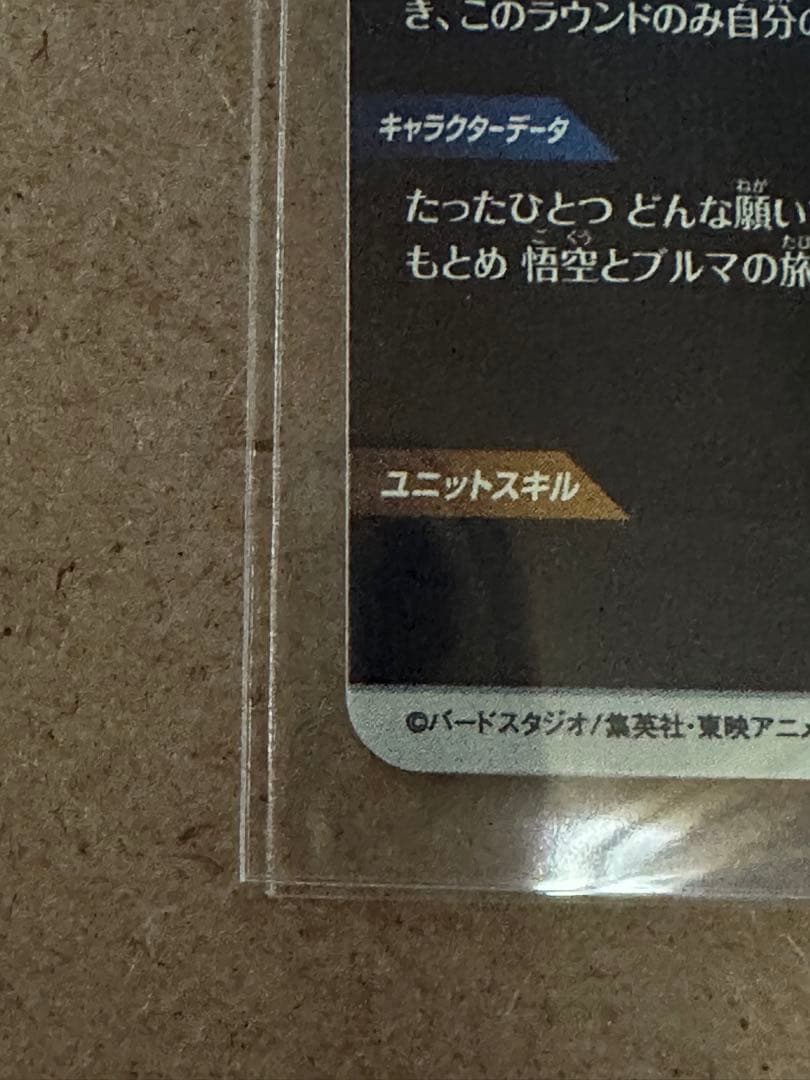 き、このラウンドのみ自分の
キャラクターデータ
たったひとつ どんな願い
もとめ 悟空とブルマの旅
ユニットスキル
©バードスタジオ/集英社・東映アニメ